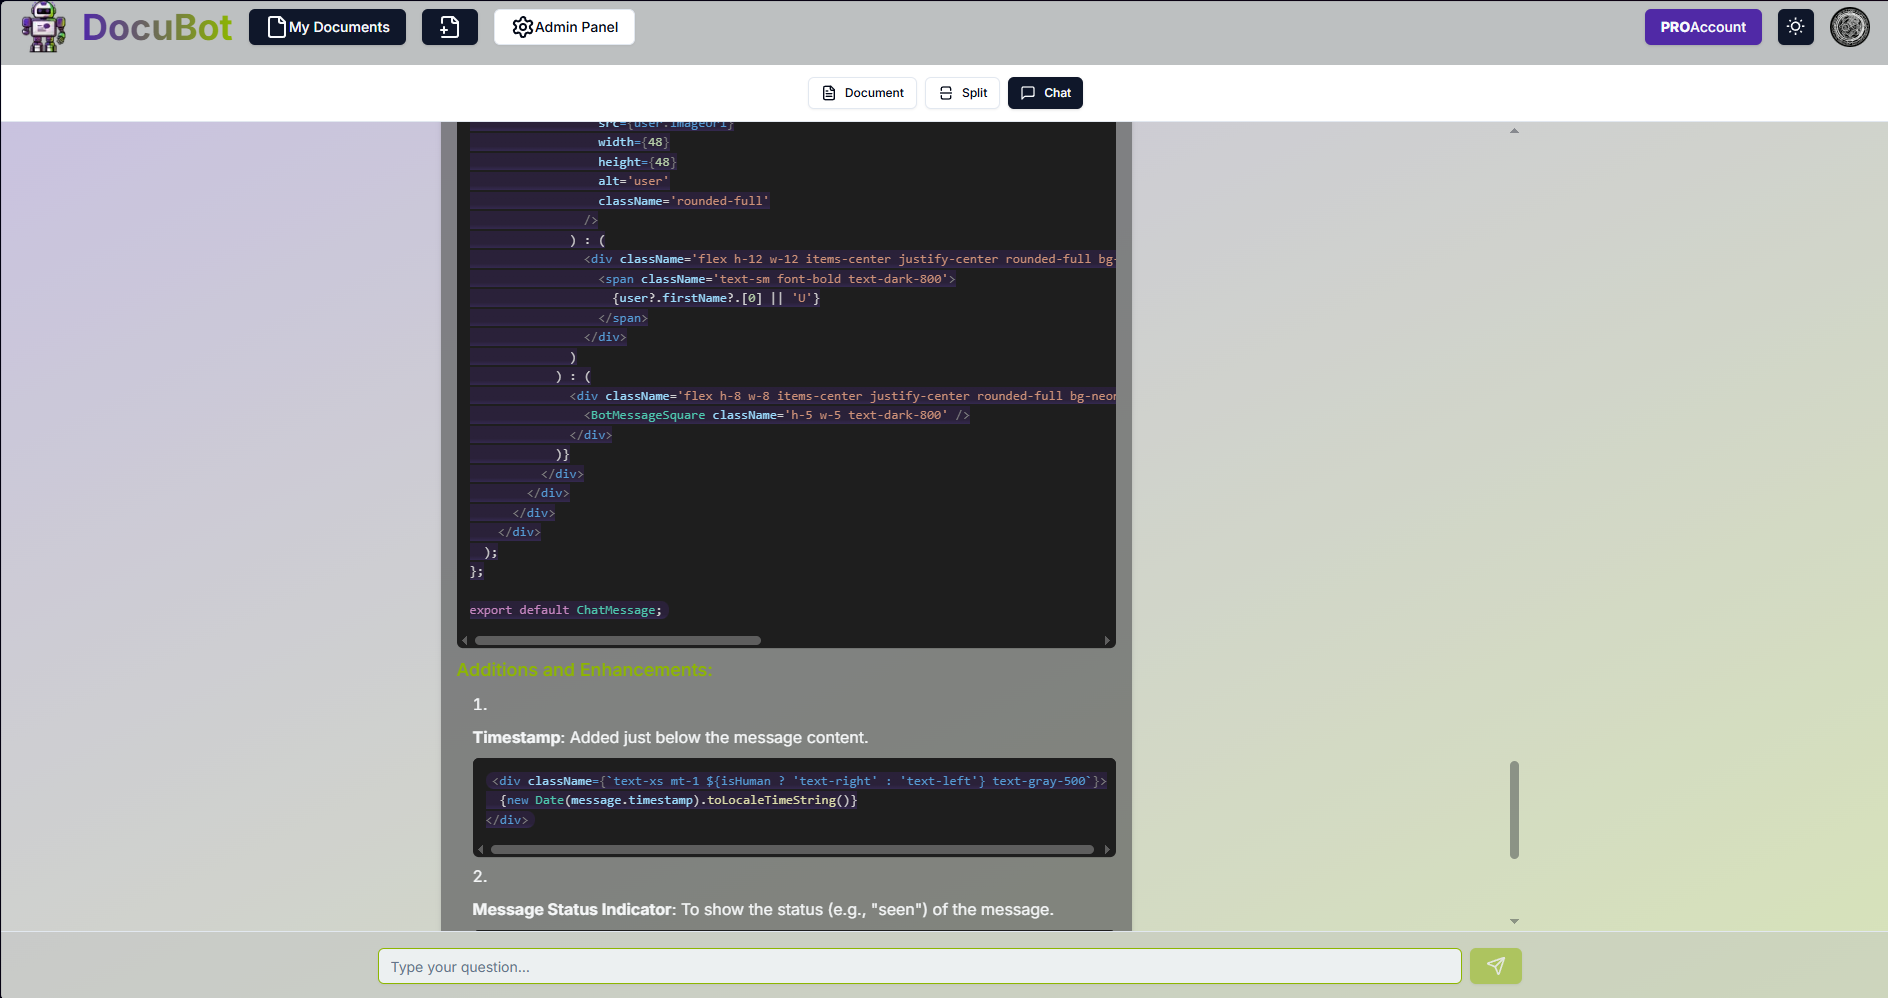 DocuBot
My Documents
Admin Panel
PROAccount
Document
Split
Chat
src={user.imageUrl}
width={48}
height={48}
alt='user'
className='rounded-full'
/>
) : (
<div className='flex h-12 w-12 items-center justify-center rounded-full bg-
<span className='text-sm font-bold text-dark-800'>
{user?.firstName?.[0] || 'U'}
</span>
</div>
)
) : (
<div className='flex h-8 w-8 items-center justify-center rounded-full bg-neon
<BotMessageSquare className='h-5 w-5 text-dark-800' />
</div>
)}
</div>
</div>
</div>
</div>
);
};
export default ChatMessage;
Additions and Enhancements:
1.
Timestamp: Added just below the message content.
<div className={`text-xs mt-1 ${isHuman ? 'text-right' : 'text-left'} text-gray-500`}>
{new Date(message.timestamp).toLocaleTimeString()}
</div>
2.
Message Status Indicator: To show the status (e.g., "seen") of the message.
Type your question...